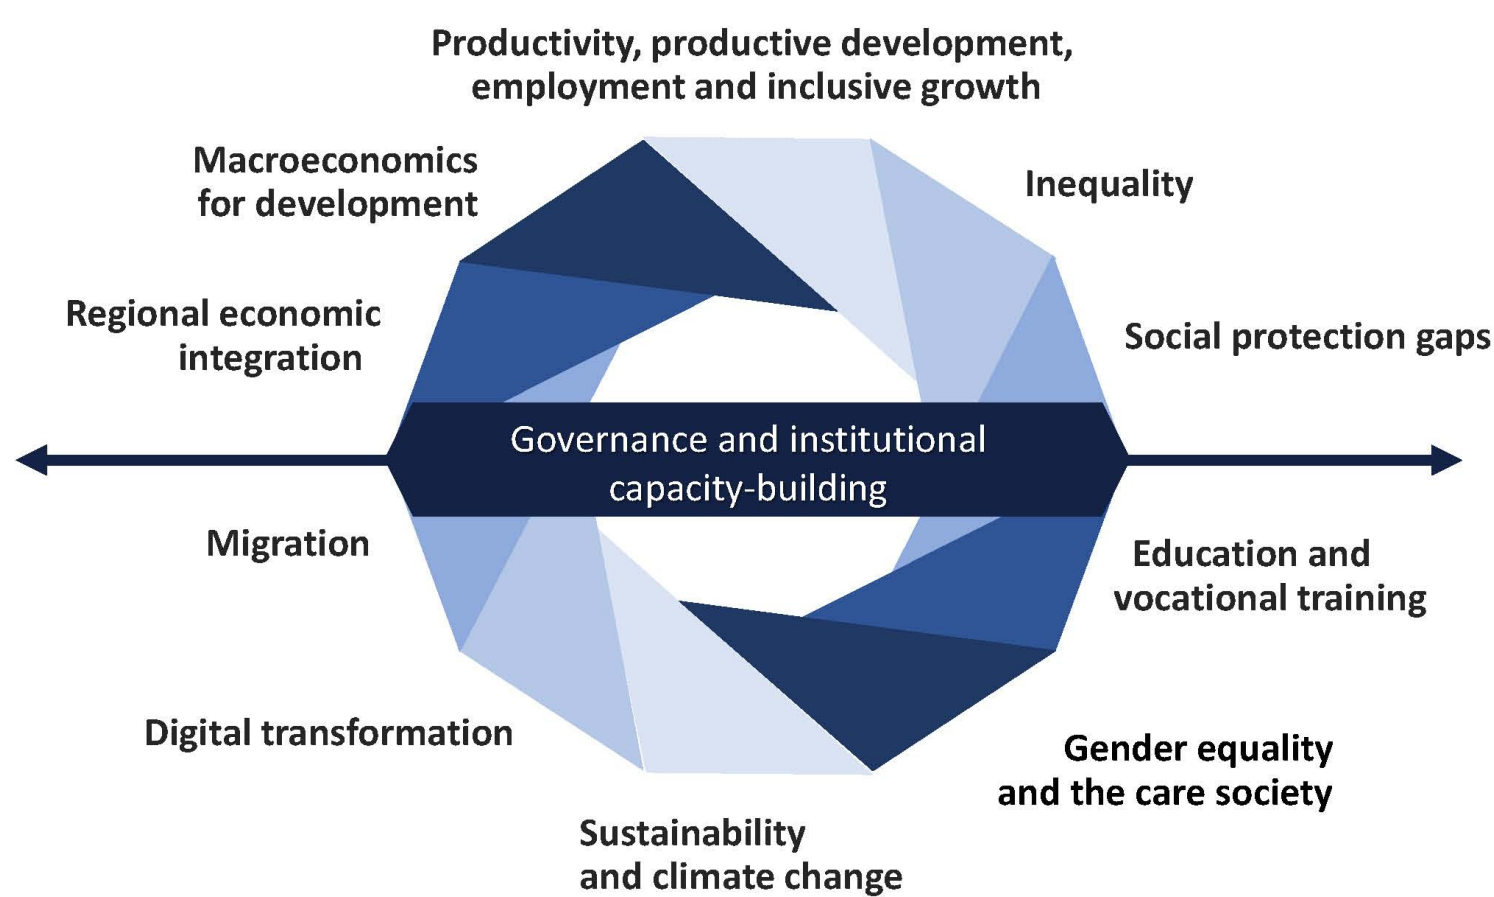 Productivity, productive development,
employment and inclusive growth
Macroeconomics
for development
Inequality
Regional economic
integration
Social protection gaps
Governance and institutional
capacity-building
Migration
Education and
vocational training
Digital transformation
Gender equality
and the care society
Sustainability
and climate change